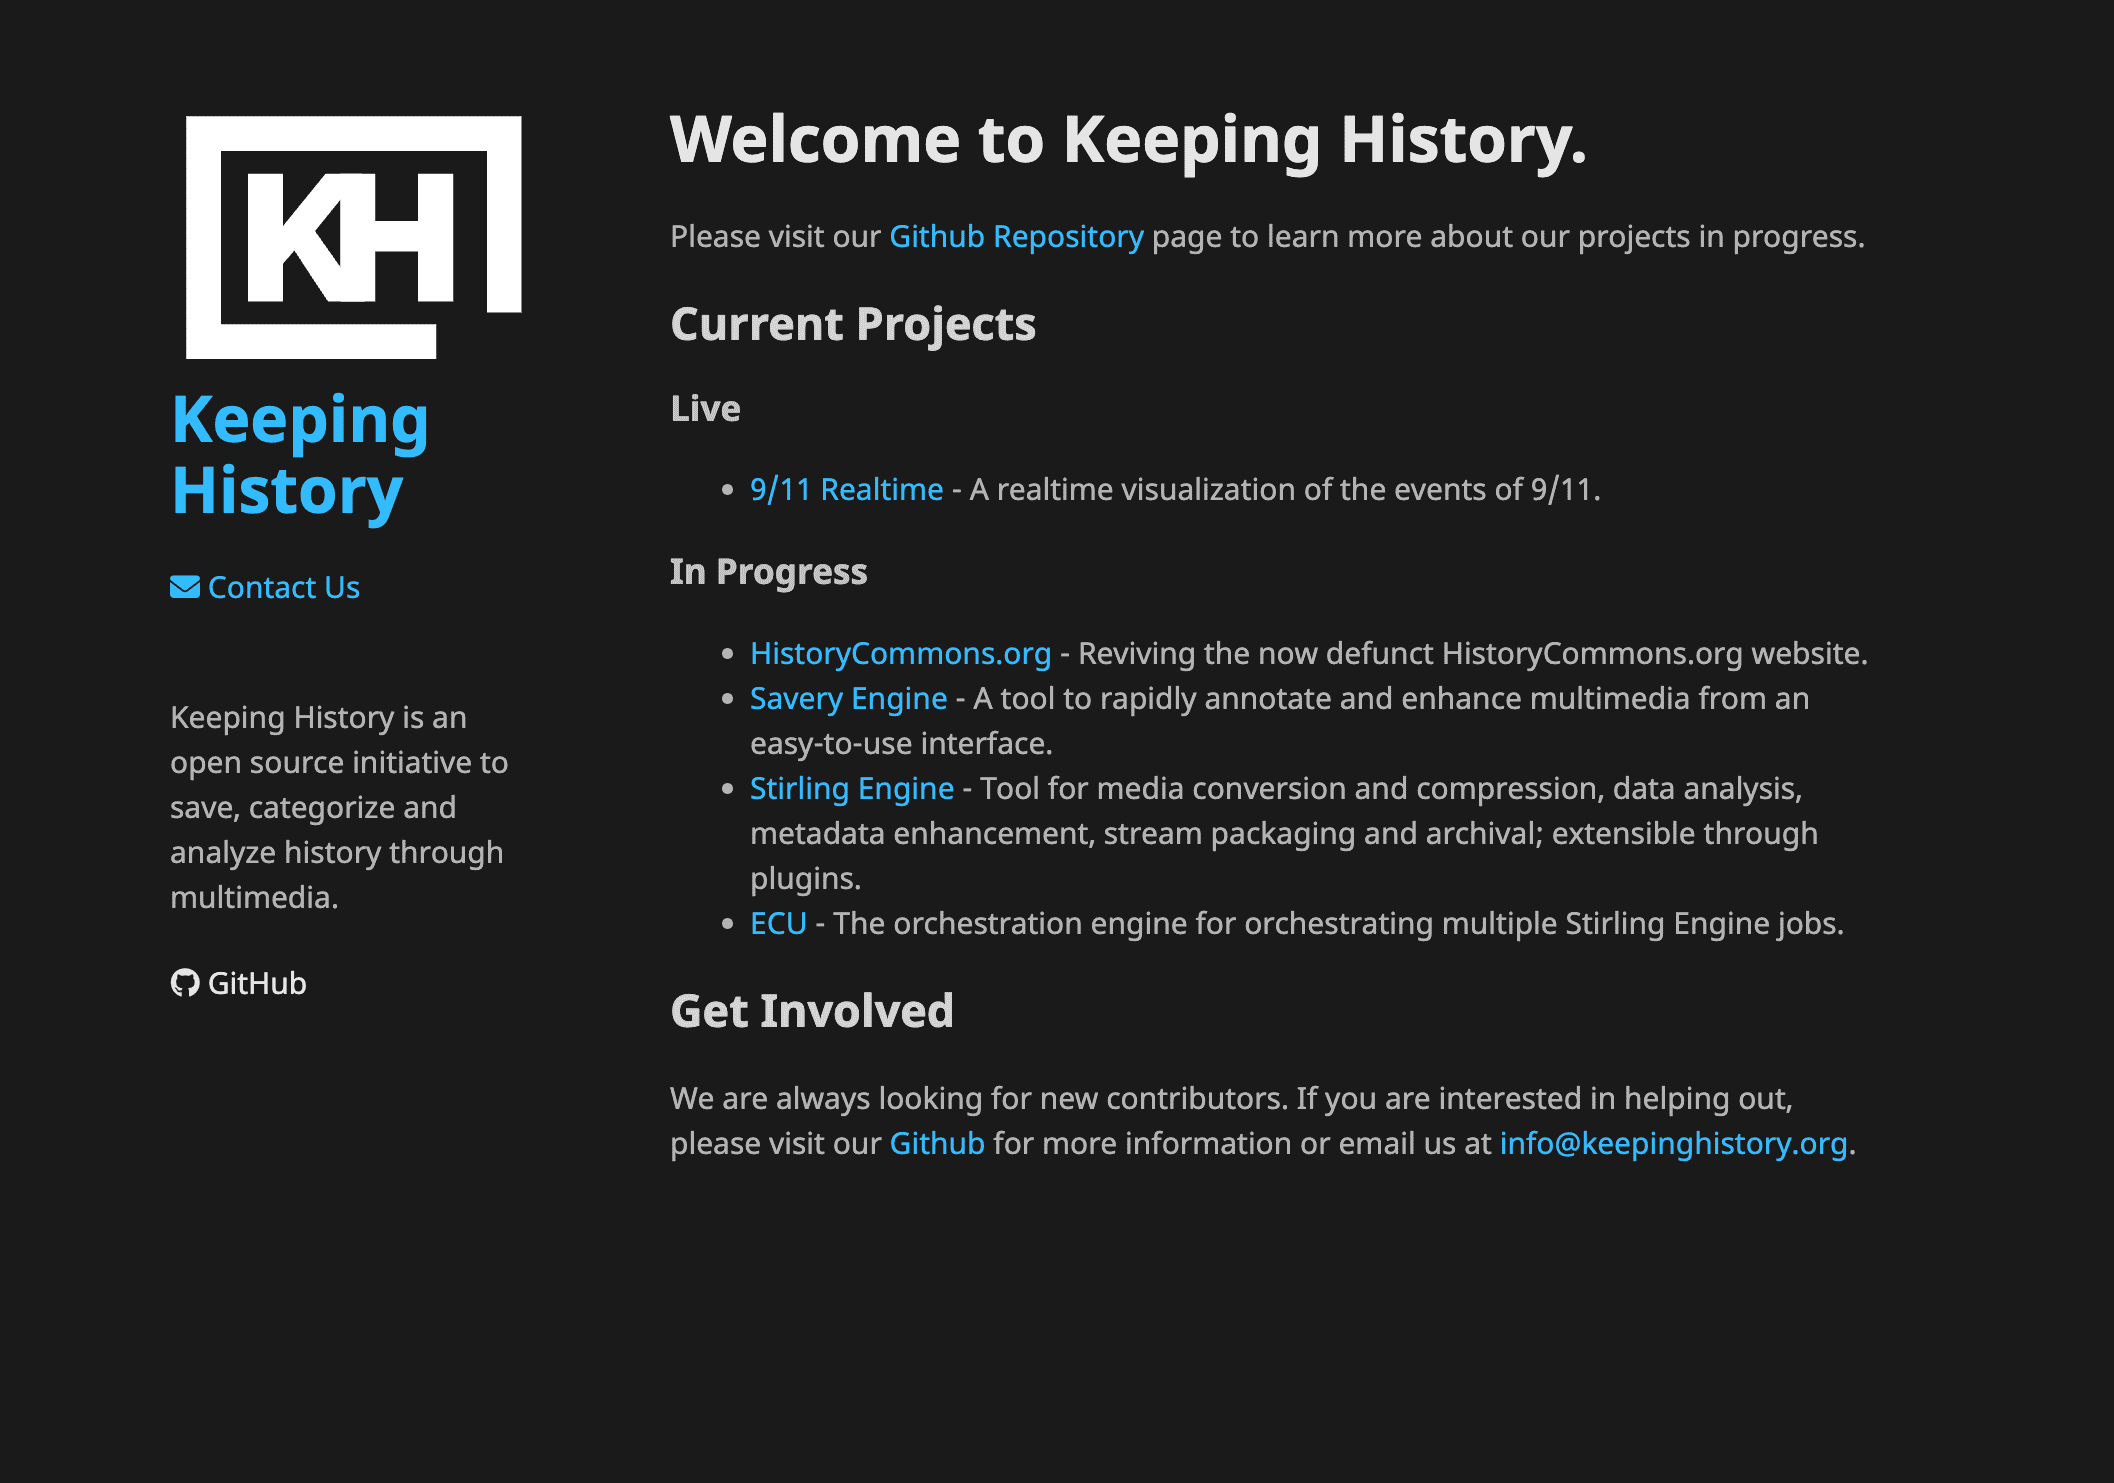 KH
Keeping
History
Contact Us
Keeping History is an
open source initiative to
save, categorize and
analyze history through
multimedia.
GitHub
Welcome to Keeping History.
Please visit our Github Repository page to learn more about our projects in progress.
Current Projects
Live
• 9/11 Realtime - A realtime visualization of the events of 9/11.
In Progress
• HistoryCommons.org - Reviving the now defunct HistoryCommons.org website.
• Savery Engine - A tool to rapidly annotate and enhance multimedia from an
easy-to-use interface.
• Stirling Engine - Tool for media conversion and compression, data analysis,
metadata enhancement, stream packaging and archival; extensible through
plugins.
• ECU - The orchestration engine for orchestrating multiple Stirling Engine jobs.
Get Involved
We are always looking for new contributors. If you are interested in helping out,
please visit our Github for more information or email us at info@keepinghistory.org.